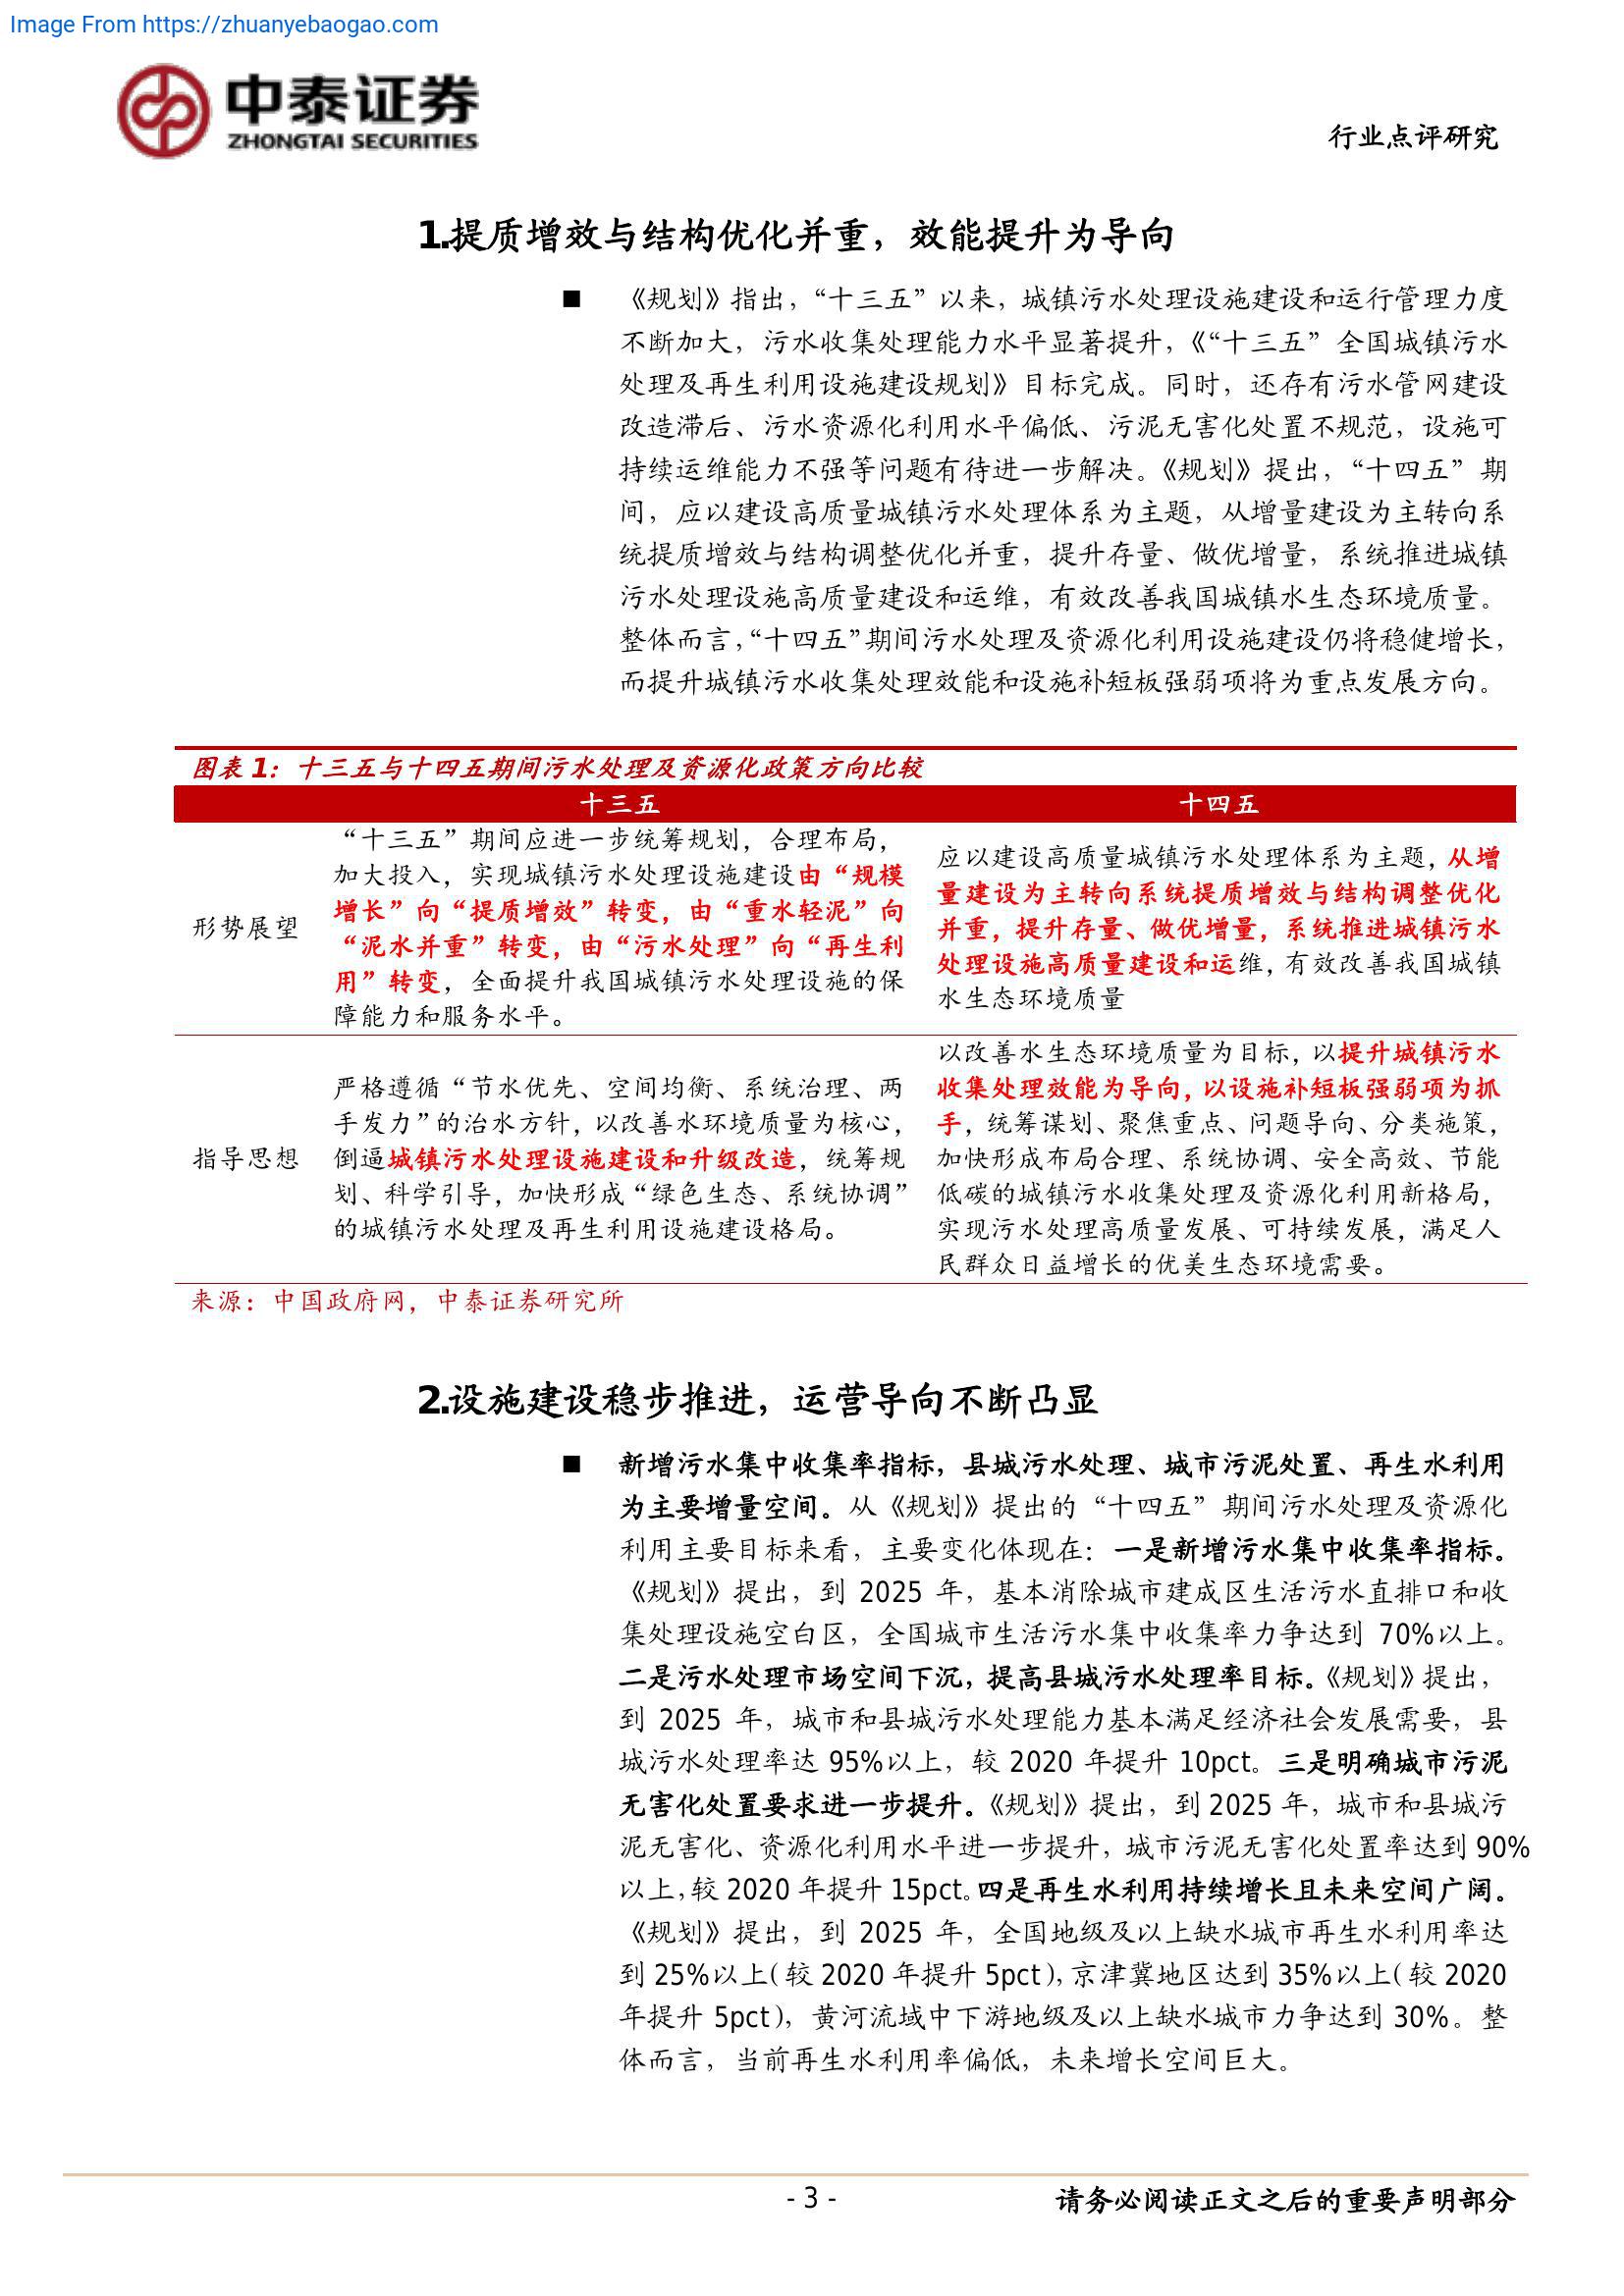 Image From https://zhuanyebaogao.com
中泰证券
ZHONGTAI SECURITIES
行业点评研究
1.提质增效与结构优化并重，效能提升为导向
■ 《规划》指出，“十三五”以来，城镇污水处理设施建设和运行管理力度
不断加大，污水收集处理能力水平显著提升，《“十三五”全国城镇污水
处理及再生利用设施建设规划》目标完成。同时，还存有污水管网建设
改造滞后、污水资源化利用水平偏低、污泥无害化处置不规范，设施可
持续运维能力不强等问题有待进一步解决。《规划》提出，“十四五”期
间，应以建设高质量城镇污水处理体系为主题，从增量建设为主转向系
统提质增效与结构调整优化并重，提升存量、做优增量，系统推进城镇
污水处理设施高质量建设和运维，有效改善我国城镇水生态环境质量。
整体而言，“十四五”期间污水处理及资源化利用设施建设仍将稳健增长，
而提升城镇污水收集处理效能和设施补短板强弱项将为重点发展方向。
图表 1：十三五与十四五期间污水处理及资源化政策方向比较
十三五 十四五
形势展望
“十三五”期间应进一步统筹规划，合理布局，
加大投入，实现城镇污水处理设施建设由“规模
增长”向“提质增效”转变，由“重水轻泥”向
“泥水并重”转变，由“污水处理”向“再生利
用”转变，全面提升我国城镇污水处理设施的保
障能力和服务水平。
应以建设高质量城镇污水处理体系为主题，从增
量建设为主转向系统提质增效与结构调整优化
并重，提升存量、做优增量，系统推进城镇污水
处理设施高质量建设和运维，有效改善我国城镇
水生态环境质量
指导思想
严格遵循“节水优先、空间均衡、系统治理、两
手发力”的治水方针，以改善水环境质量为核心，
倒逼城镇污水处理设施建设和升级改造，统筹规
划、科学引导，加快形成“绿色生态、系统协调”
的城镇污水处理及再生利用设施建设格局。
以改善水生态环境质量为目标，以提升城镇污水
收集处理效能为导向，以设施补短板强弱项为抓
手，统筹谋划、聚焦重点、问题导向、分类施策，
加快形成布局合理、系统协调、安全高效、节能
低碳的城镇污水收集处理及资源化利用新格局，
实现污水处理高质量发展、可持续发展，满足人
民群众日益增长的优美生态环境需要。
来源：中国政府网，中泰证券研究所
2.设施建设稳步推进，运营导向不断凸显
■ 新增污水集中收集率指标，县城污水处理、城市污泥处置、再生水利用
为主要增量空间。从《规划》提出的“十四五”期间污水处理及资源化
利用主要目标来看，主要变化体现在：一是新增污水集中收集率指标。
《规划》提出，到 2025 年，基本消除城市建成区生活污水直排口和收
集处理设施空白区，全国城市生活污水集中收集率力争达到 70%以上。
二是污水处理市场空间下沉，提高县城污水处理率目标。《规划》提出，
到 2025 年，城市和县城污水处理能力基本满足经济社会发展需要，县
城污水处理率达 95%以上，较 2020 年提升 10pct。三是明确城市污泥
无害化处置要求进一步提升。《规划》提出，到 2025 年，城市和县城污
泥无害化、资源化利用水平进一步提升，城市污泥无害化处置率达到 90%
以上，较 2020 年提升 15pct。四是再生水利用持续增长且未来空间广阔。
《规划》提出，到 2025 年，全国地级及以上缺水城市再生水利用率达
到 25%以上（较 2020 年提升 5pct），京津冀地区达到 35%以上（较 2020
年提升 5pct），黄河流域中下游地级及以上缺水城市力争达到 30%。整
体而言，当前再生水利用率偏低，未来增长空间巨大。
- 3 -
请务必阅读正文之后的重要声明部分